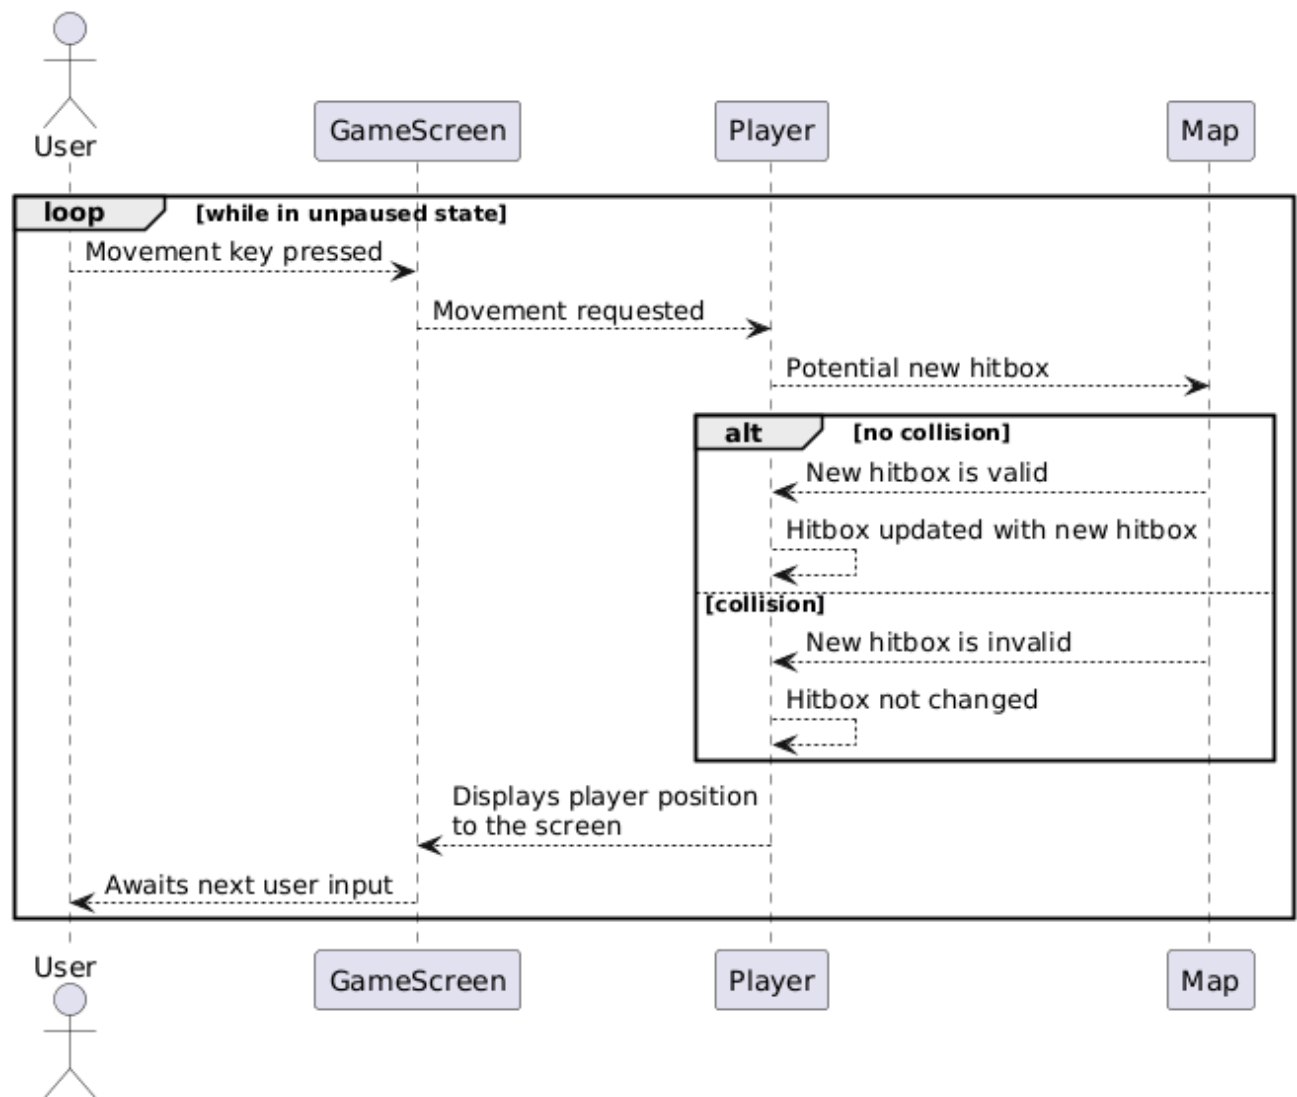 User
GameScreen
Player
Map
loop
[while in unpaused state]
Movement key pressed
Movement requested
Potential new hitbox
alt
[no collision]
New hitbox is valid
Hitbox updated with new hitbox
[collision]
New hitbox is invalid
Hitbox not changed
Displays player position
to the screen
Awaits next user input
User
GameScreen
Player
Map